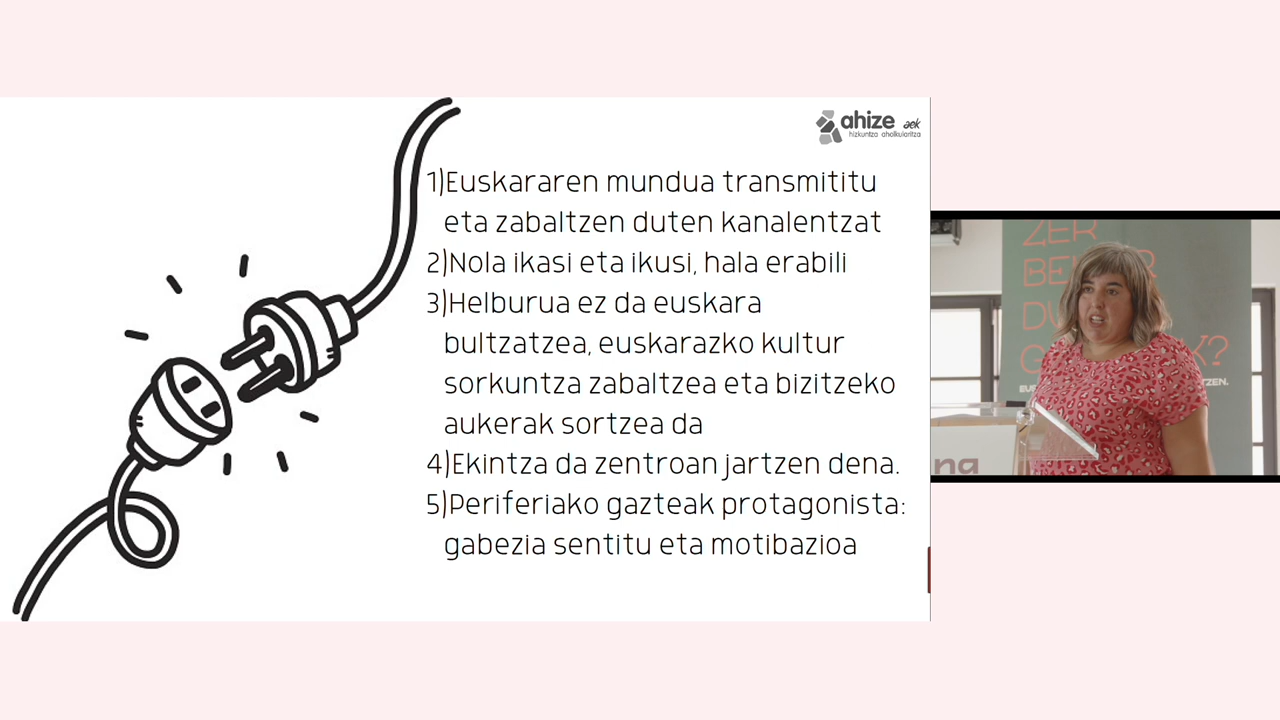 ahize aek
hizkuntza aholkularitza
1)Euskararen mundua transmititu
eta zabaltzen duten kanalentzat
2)Nola ikasi eta ikusi, hala erabili
3)Helburua ez da euskara
bultzatzea, euskarazko kultur
sorkuntza zabaltzea eta bizitzeko
aukerak sortzea da
4)Ekintza da zentroan jartzen dena.
5)Periferiako gazteak protagonista:
gabezia sentitu eta motibazioa
ZER